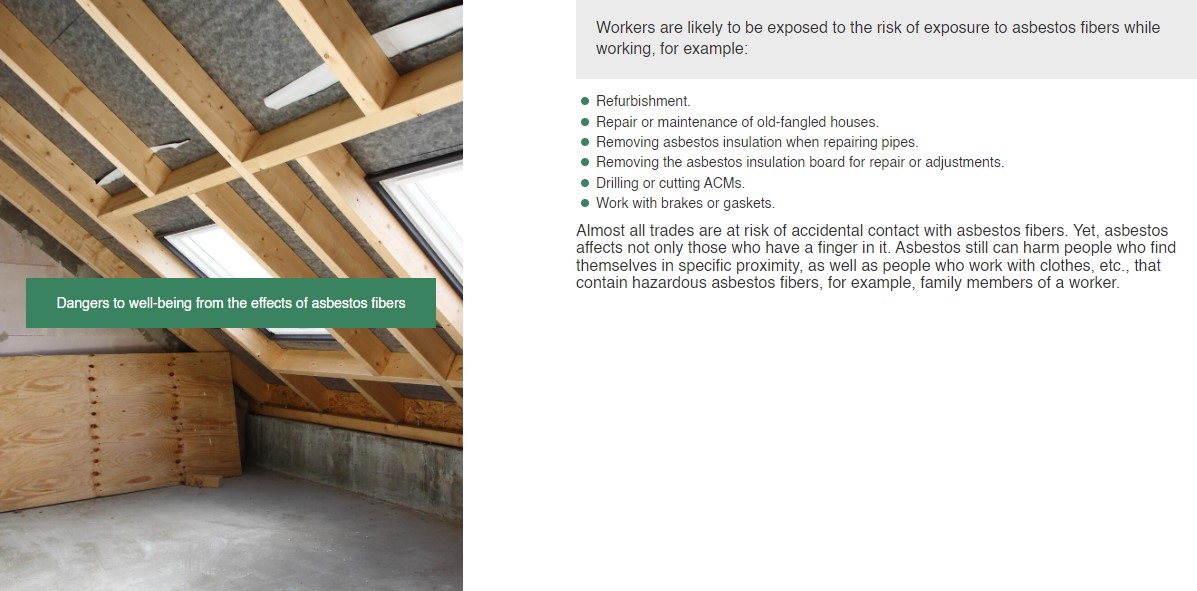 Workers are likely to be exposed to the risk of exposure to asbestos fibers while
working, for example:
Refurbishment.
Repair or maintenance of old-fangled houses.
Removing asbestos insulation when repairing pipes.
Removing the asbestos insulation board for repair or adjustments.
Drilling or cutting ACMs.
Work with brakes or gaskets.
Almost all trades are at risk of accidental contact with asbestos fibers. Yet, asbestos
affects not only those who have a finger in it. Asbestos still can harm people who find
themselves in specific proximity, as well as people who work with clothes, etc., that
contain hazardous asbestos fibers, for example, family members of a worker.
Dangers to well-being from the effects of asbestos fibers